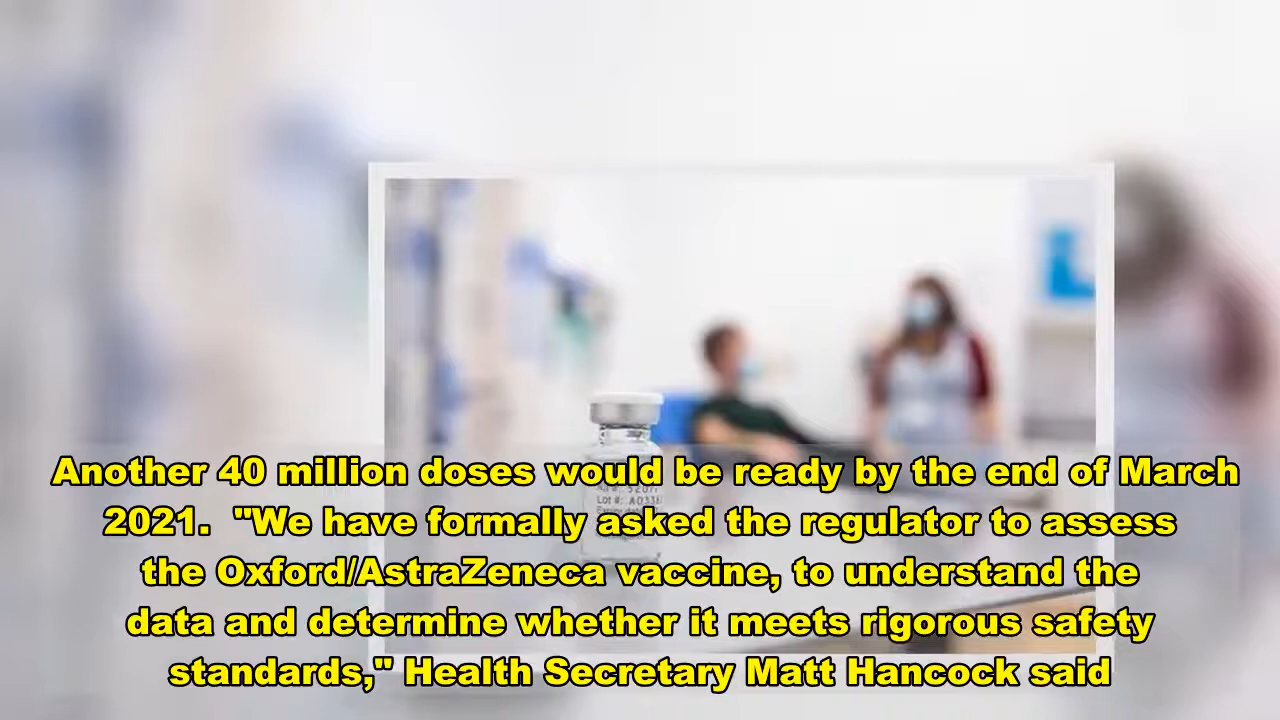 Another 40 million doses would be ready by the end of March
2021.  "We have formally asked the regulator to assess
the Oxford/AstraZeneca vaccine, to understand the
data and determine whether it meets rigorous safety
standards," Health Secretary Matt Hancock said
Lot #: